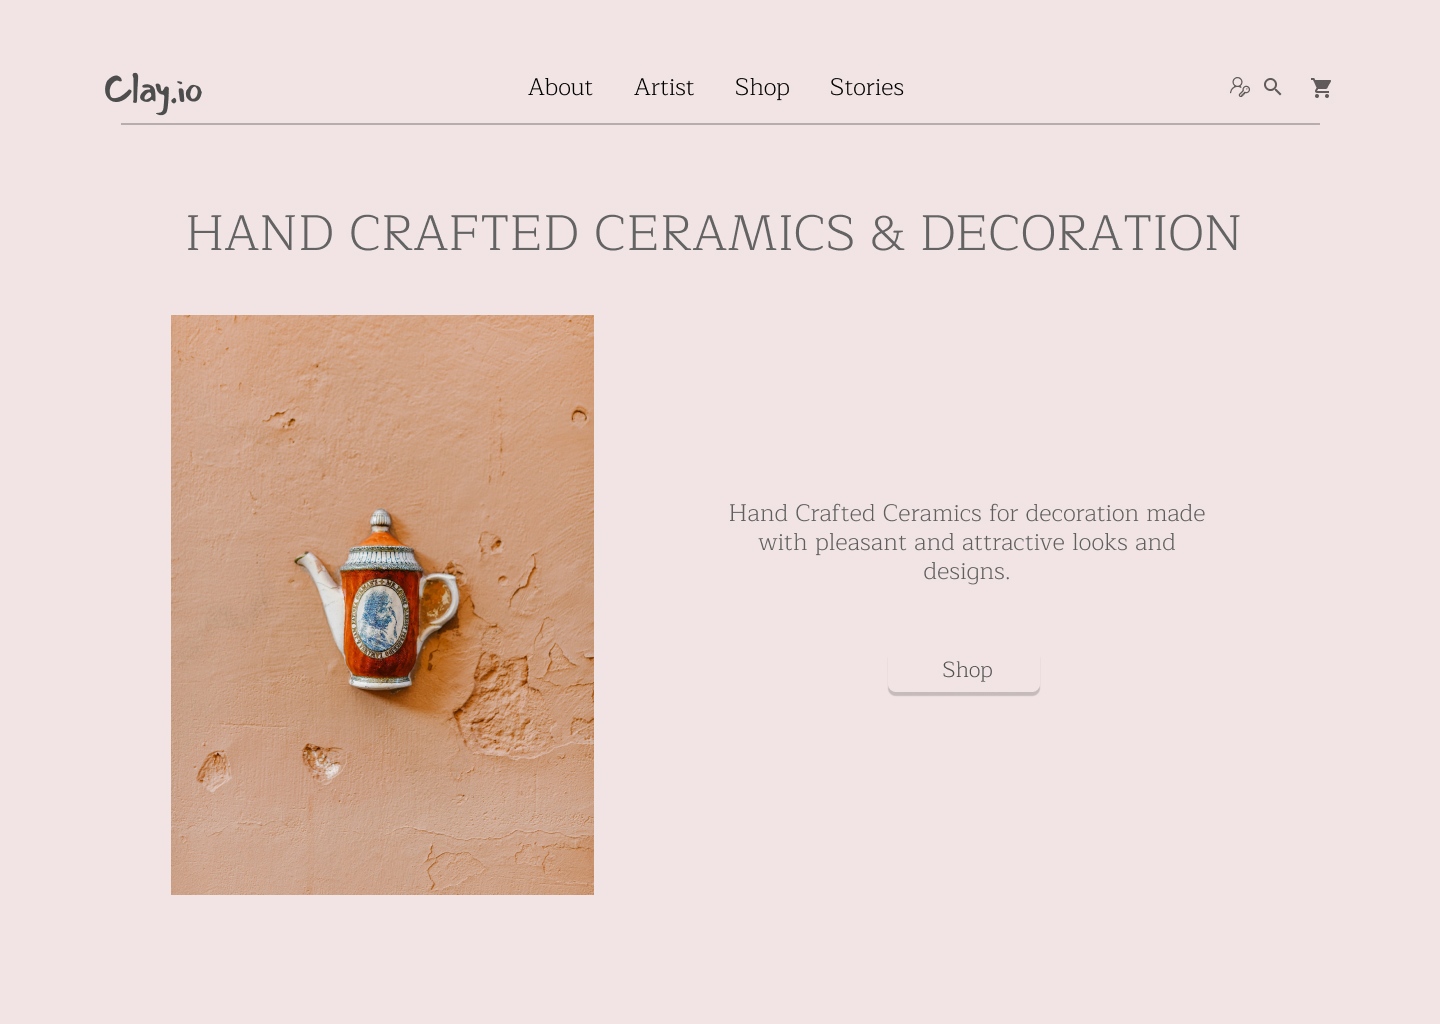 Clay.io
About Artist Shop Stories
HAND CRAFTED CERAMICS & DECORATION
Hand Crafted Ceramics for decoration made
with pleasant and attractive looks and
designs.
Shop